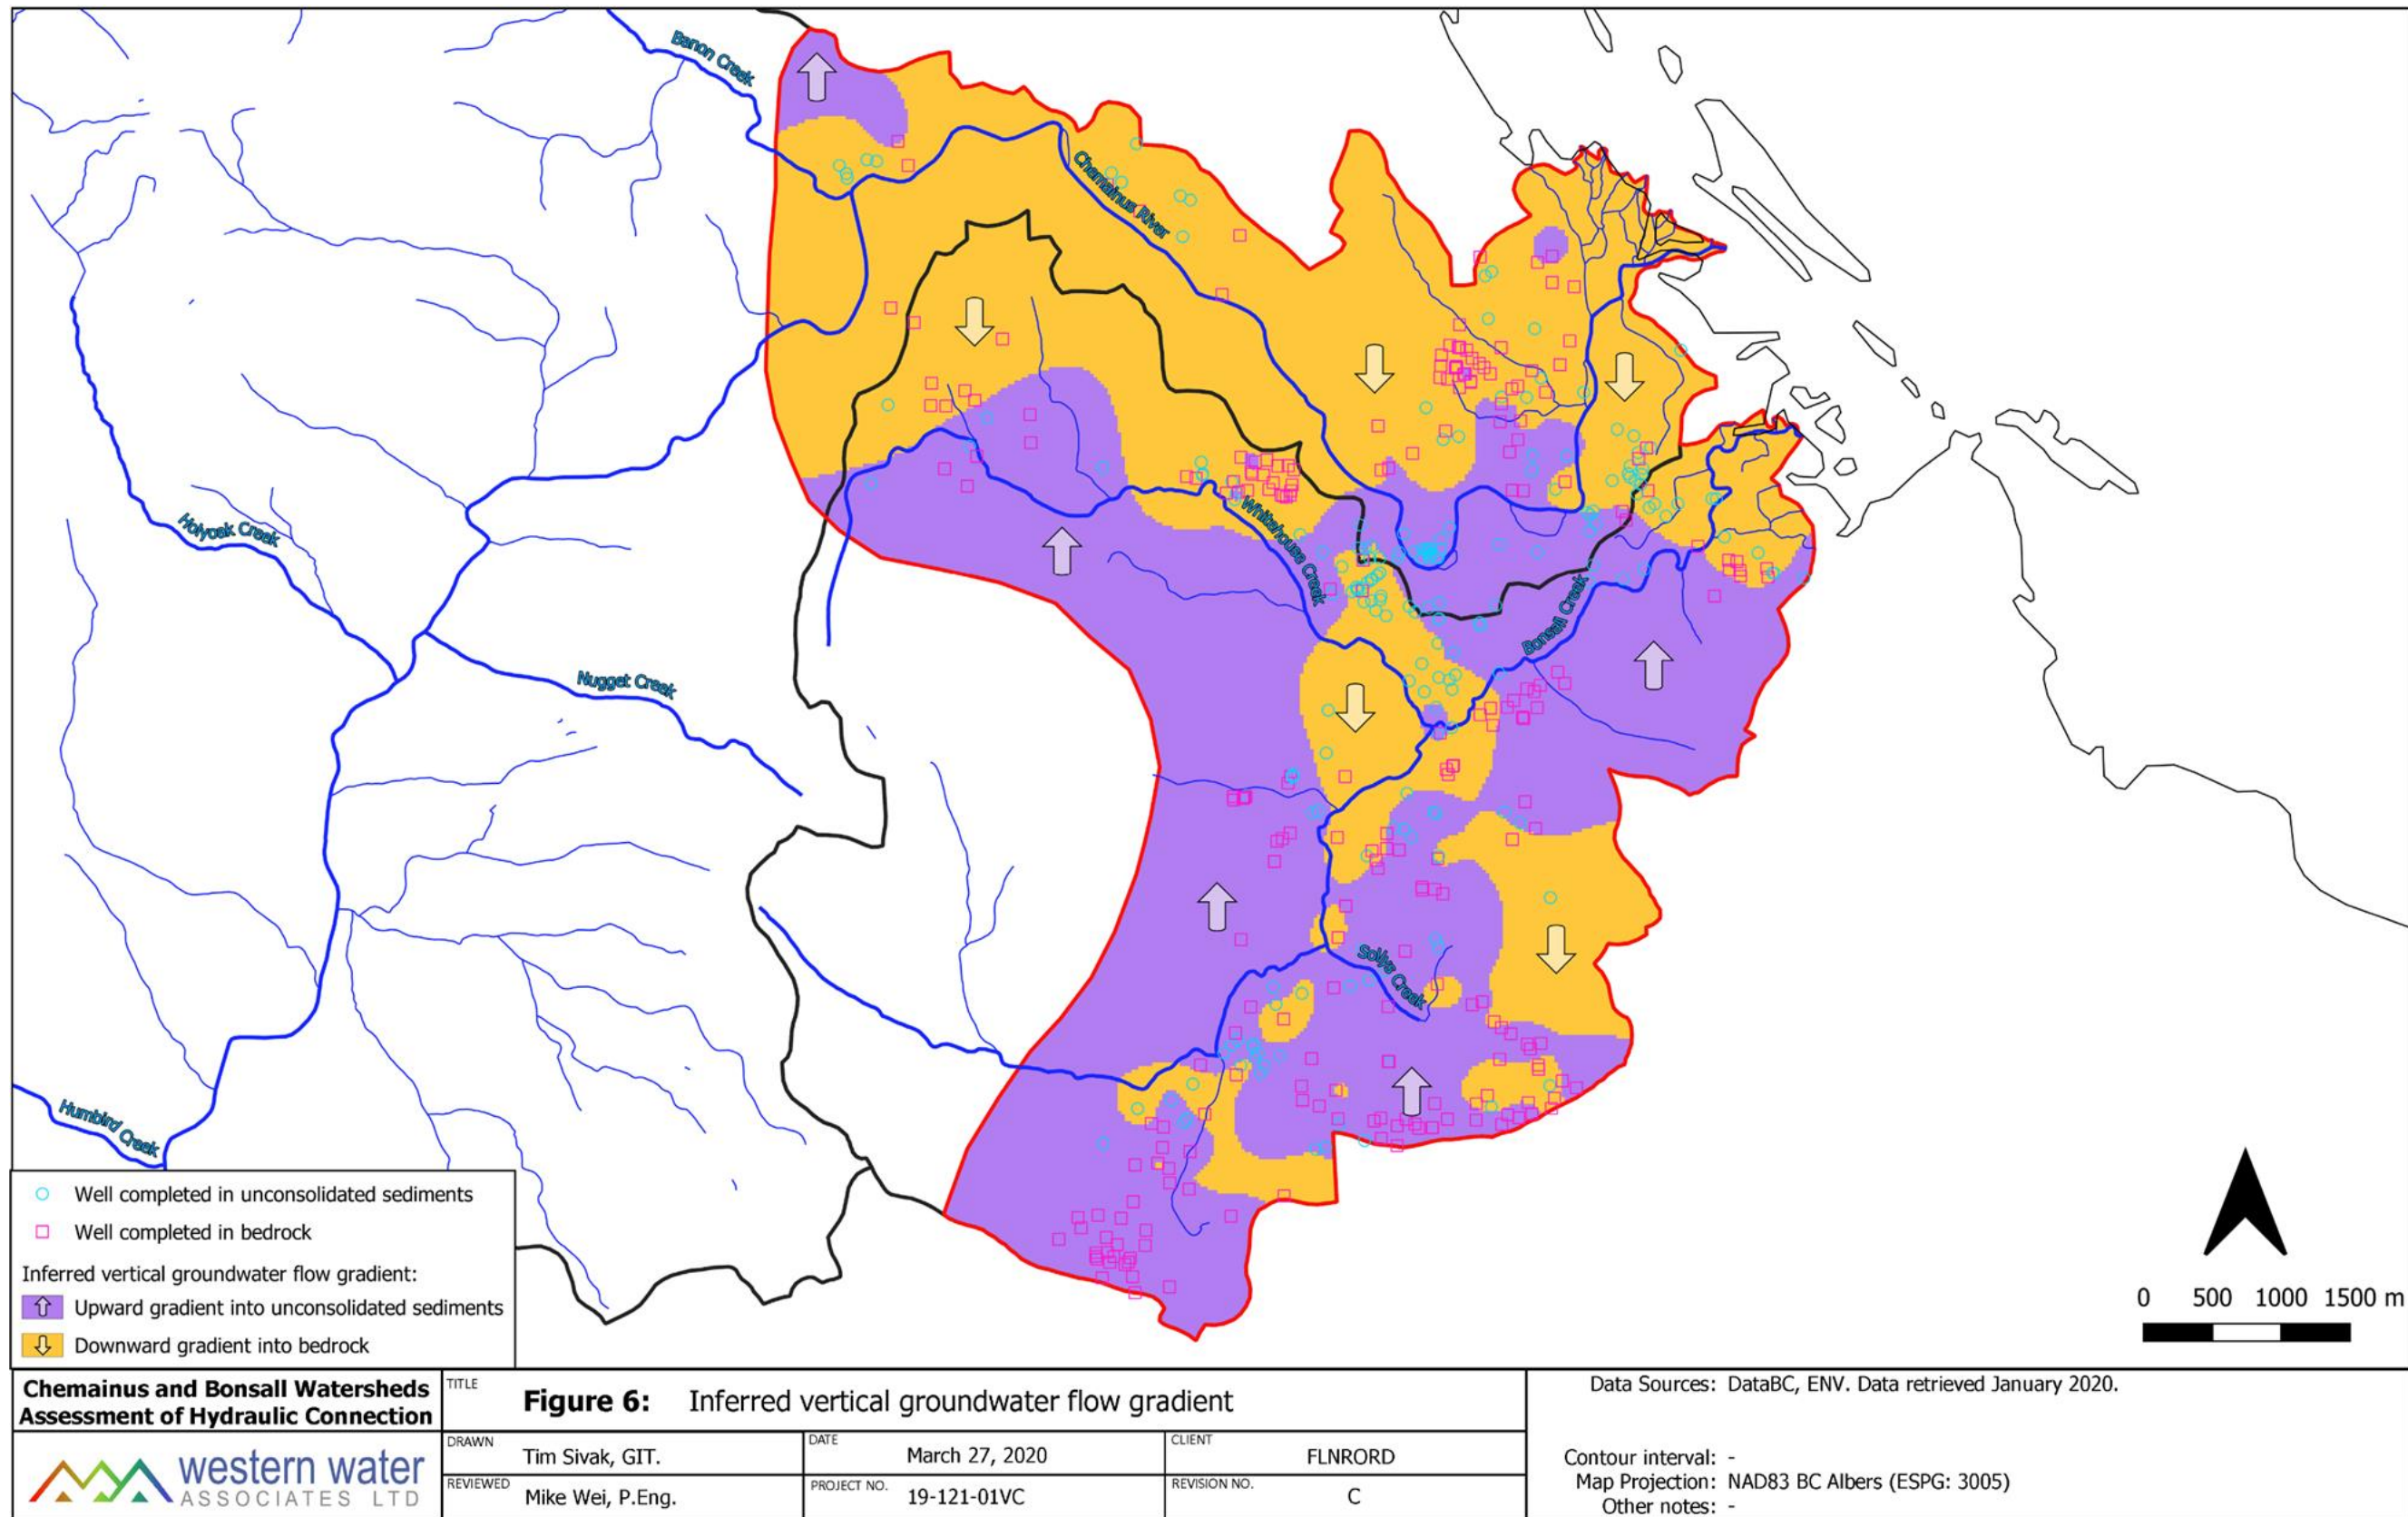 Banon Creek
Chemainus River
Holyoak Creek
Whitehouse Creek
Bonsall Creek
Nugget Creek
Solys Creek
Humbird Creek
Well completed in unconsolidated sediments
Well completed in bedrock
Inferred vertical groundwater flow gradient:
Upward gradient into unconsolidated sediments
Downward gradient into bedrock
0 500 1000 1500 m
Chemainus and Bonsall Watersheds
Assessment of Hydraulic Connection
TITLE
Figure 6: Inferred vertical groundwater flow gradient
western water
ASSOCIATES LTD
DRAWN
Tim Sivak, GIT.
DATE
March 27, 2020
CLIENT
FLNRORD
REVIEWED
Mike Wei, P.Eng.
PROJECT NO.
19-121-01VC
REVISION NO.
C
Data Sources: DataBC, ENV. Data retrieved January 2020.
Contour interval: -
Map Projection: NAD83 BC Albers (ESPG: 3005)
Other notes: -